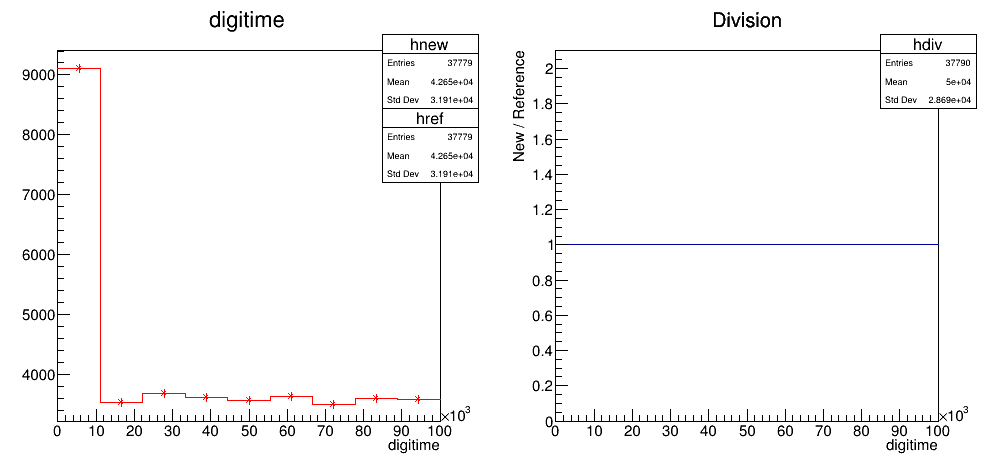 digitime
hnew
Entries 37779
Mean 4.265e+04
Std Dev 3.191e+04
href
Entries 37779
Mean 4.265e+04
Std Dev 3.191e+04
9000
8000
7000
6000
5000
4000
0 10 20 30 40 50 60 70 80 90 100
×10³
digitime
Division
hdiv
Entries 37790
Mean 5e+04
Std Dev 2.869e+04
New / Reference
2
1.8
1.6
1.4
1.2
1
0.8
0.6
0.4
0.2
0
0 10 20 30 40 50 60 70 80 90 100
×10³
digitime